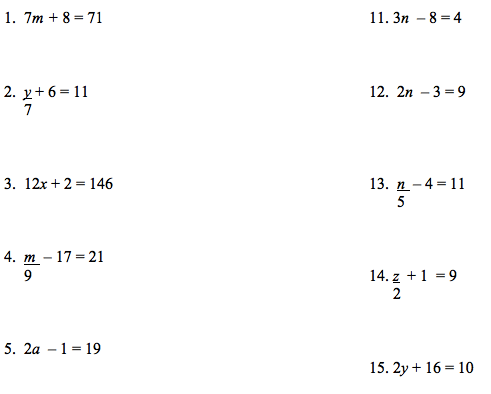 1. 7m + 8 = 71
2. y + 6 = 11
7
3. 12x + 2 = 146
4. m – 17 = 21
9
5. 2a – 1 = 19
11. 3n – 8 = 4
12. 2n – 3 = 9
13. n – 4 = 11
5
14. z + 1 = 9
2
15. 2y + 16 = 10